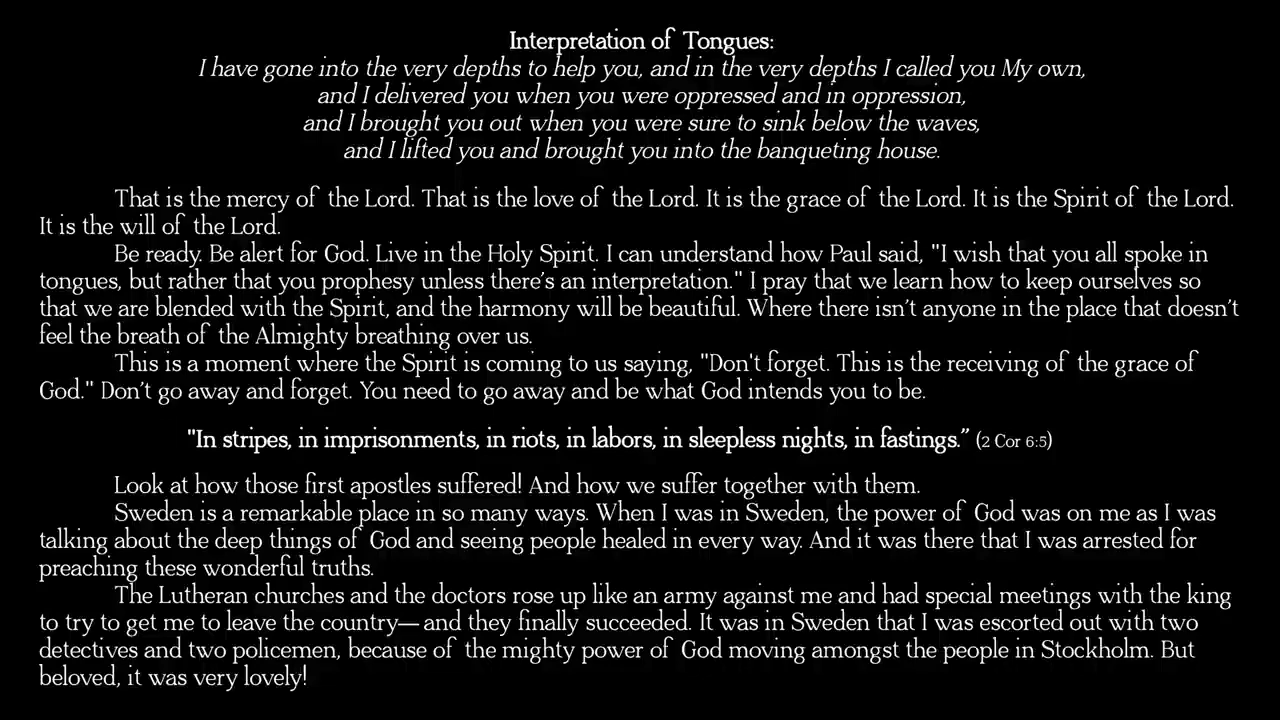 Interpretation of Tongues:
I have gone into the very depths to help you, and in the very depths I called you My own,
and I delivered you when you were oppressed and in oppression,
and I brought you out when you were sure to sink below the waves,
and I lifted you and brought you into the banqueting house.
That is the mercy of the Lord. That is the love of the Lord. It is the grace of the Lord. It is the Spirit of the Lord.
It is the will of the Lord.
Be ready. Be alert for God. Live in the Holy Spirit. I can understand how Paul said, "I wish that you all spoke in
tongues, but rather that you prophesy unless there's an interpretation." I pray that we learn how to keep ourselves so
that we are blended with the Spirit, and the harmony will be beautiful. Where there isn't anyone in the place that doesn't
feel the breath of the Almighty breathing over us.
This is a moment where the Spirit is coming to us saying, "Don't forget. This is the receiving of the grace of
God." Don't go away and forget. You need to go away and be what God intends you to be.
"In stripes, in imprisonments, in riots, in labors, in sleepless nights, in fastings.” (2 Cor 6:5)
Look at how those first apostles suffered! And how we suffer together with them.
Sweden is a remarkable place in so many ways. When I was in Sweden, the power of God was on me as I was
talking about the deep things of God and seeing people healed in every way. And it was there that I was arrested for
preaching these wonderful truths.
The Lutheran churches and the doctors rose up like an army against me and had special meetings with the king
to try to get me to leave the country—and they finally succeeded. It was in Sweden that I was escorted out with two
detectives and two policemen, because of the mighty power of God moving amongst the people in Stockholm. But
beloved, it was very lovely!